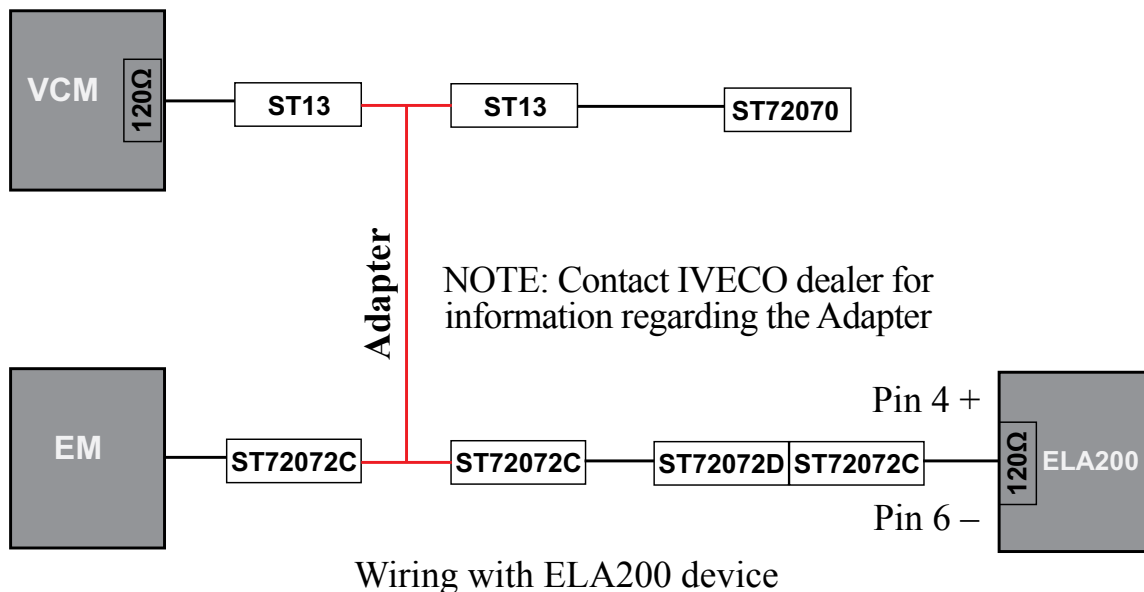 VCM
120Ω
ST13
ST13
ST72070
Adapter
NOTE: Contact IVECO dealer for
information regarding the Adapter
Pin 4 +
EM
ST72072C
ST72072C
ST72072D
ST72072C
120Ω
ELA200
Pin 6 –
Wiring with ELA200 device